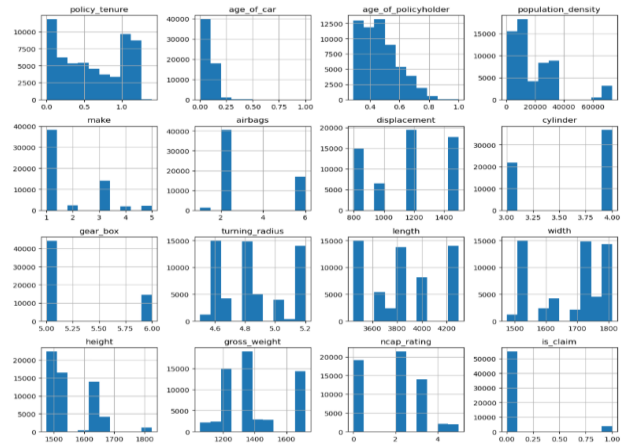 policy_tenure age_of_car age_of_policyholder population_density
10000 40000 12500 15000
7500 30000 10000 10000
5000 20000 7500 5000
2500 10000 5000 0
0 0 2500
0
0.0 0.5 1.0 0.00 0.25 0.50 0.75 1.00 0.4 0.6 0.8 1.0 0 20000 40000 60000
make airbags displacement cylinder
40000 40000 20000 30000
30000 30000 15000 20000
20000 20000 10000 10000
10000 10000 5000 0
0 0 0
1 2 3 4 5 2 4 6 800 1000 1200 1400 3.00 3.25 3.50 3.75 4.00
gear_box turning_radius length width
40000 15000 15000 15000
30000 10000 10000 10000
20000 5000 5000 5000
10000 0 0 0
0
5.00 5.25 5.50 5.75 6.00 4.6 4.8 5.0 5.2 3600 3800 4000 4200 1500 1600 1700 1800
height gross_weight ncap_rating is_claim
20000 15000 20000 50000
15000 10000 15000 40000
10000 5000 10000 30000
5000 0 5000 20000
0 0 10000
0
1500 1600 1700 1800 1200 1400 1600 0 2 4 0.00 0.25 0.50 0.75 1.00